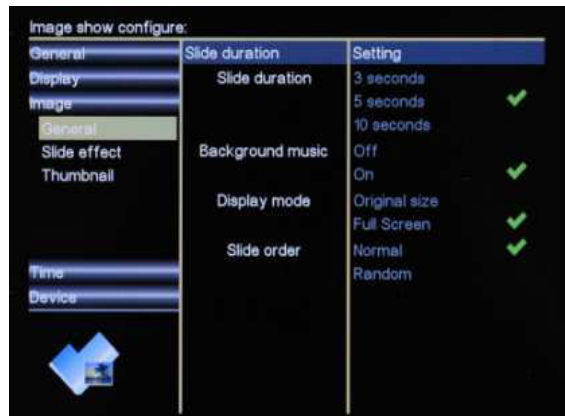 Image show configure:
General
Display
Image
General
Slide effect
Thumbnail
Time
Device
Slide duration
Slide duration
Background music
Display mode
Slide order
Setting
3 seconds
5 seconds
10 seconds
Off
On
Original size
Full Screen
Normal
Random